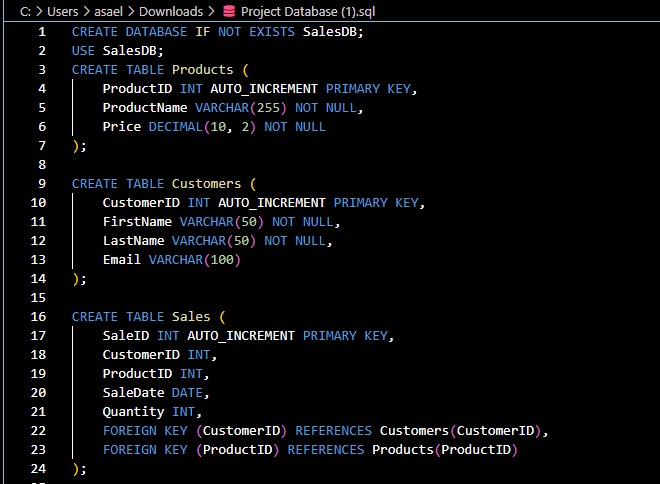 C: > Users > asael > Downloads > Project Database (1).sql
1 CREATE DATABASE IF NOT EXISTS SalesDB;
2 USE SalesDB;
3 CREATE TABLE Products (
4 ProductID INT AUTO_INCREMENT PRIMARY KEY,
5 ProductName VARCHAR(255) NOT NULL,
6 Price DECIMAL(10, 2) NOT NULL
7 );
8
9 CREATE TABLE Customers (
10 CustomerID INT AUTO_INCREMENT PRIMARY KEY,
11 FirstName VARCHAR(50) NOT NULL,
12 LastName VARCHAR(50) NOT NULL,
13 Email VARCHAR(100)
14 );
15
16 CREATE TABLE Sales (
17 SaleID INT AUTO_INCREMENT PRIMARY KEY,
18 CustomerID INT,
19 ProductID INT,
20 SaleDate DATE,
21 Quantity INT,
22 FOREIGN KEY (CustomerID) REFERENCES Customers(CustomerID),
23 FOREIGN KEY (ProductID) REFERENCES Products(ProductID)
24 );